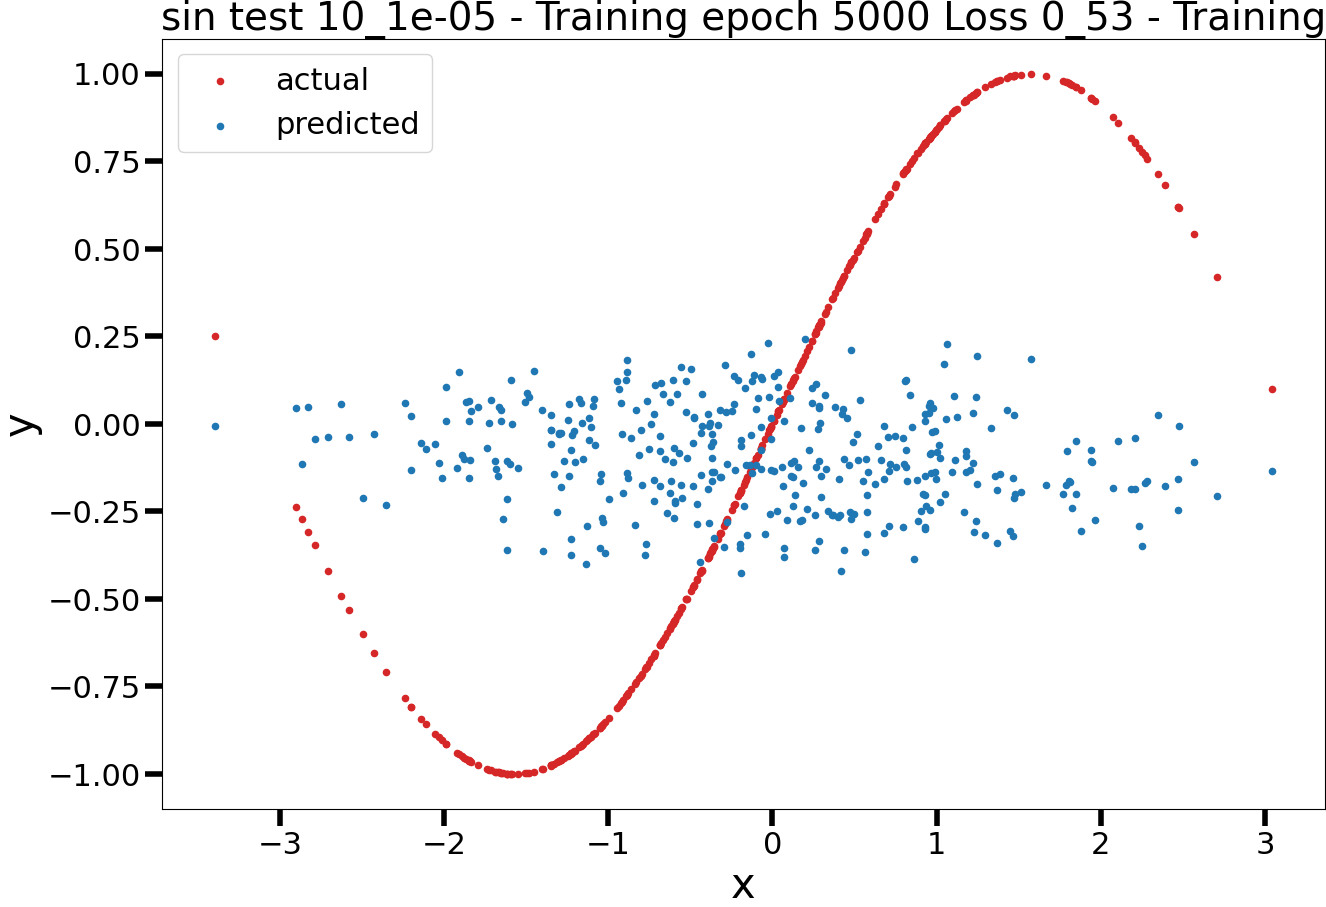 sin test 10_1e-05 - Training epoch 5000 Loss 0_53 - Training
actual
predicted
1.00
0.75
0.50
0.25
0.00
−0.25
−0.50
−0.75
−1.00
y
−3 −2 −1 0 1 2 3
x